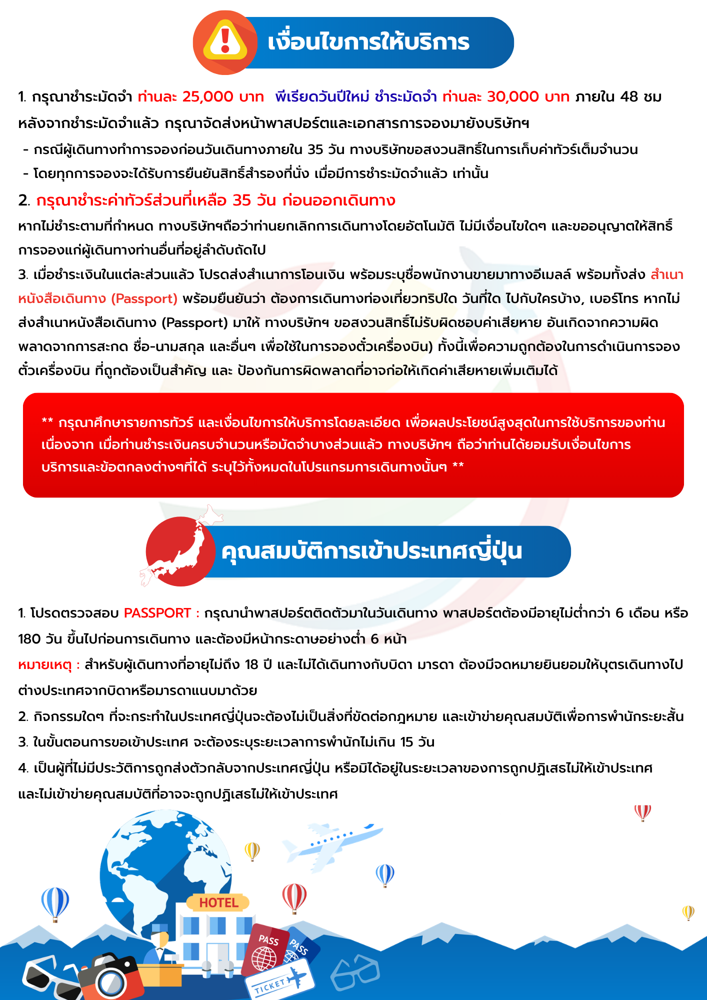 เงื่อนไขการให้บริการ
1. กรุณาชำระมัดจำ ท่านละ 25,000 บาท พีเรียดวันปีใหม่ ชำระมัดจำ ท่านละ 30,000 บาท ภายใน 48 ชม
หลังจากชำระมัดจำแล้ว กรุณาจัดส่งหน้าพาสปอร์ตและเอกสารการจองมายังบริษัทฯ
- กรณีผู้เดินทางทำการจองก่อนวันเดินทางภายใน 35 วัน ทางบริษัทขอสงวนสิทธิ์ในการเก็บค่าทัวร์เต็มจำนวน
- โดยทุกการจองจะได้รับการยืนยันสิทธิ์สำรองที่นั่ง เมื่อมีการชำระมัดจำแล้ว เท่านั้น
2. กรุณาชำระค่าทัวร์ส่วนที่เหลือ 35 วัน ก่อนออกเดินทาง
หากไม่ชำระตามที่กำหนด ทางบริษัทฯถือว่าท่านยกเลิกการเดินทางโดยอัตโนมัติ ไม่มีเงื่อนไขใดๆ และขออนุญาตให้สิทธิ์
การจองแก่ผู้เดินทางท่านอื่นที่อยู่ลำดับถัดไป
3. เมื่อชำระเงินในแต่ละส่วนแล้ว โปรดส่งสำเนาการโอนเงิน พร้อมระบุชื่อพนักงานขายมาทางอีเมลล์ พร้อมทั้งส่ง สำเนา
หนังสือเดินทาง (Passport) พร้อมยืนยันว่า ต้องการเดินทางท่องเที่ยวทริปใด วันที่ใด ไปกับใครบ้าง, เบอร์โทร หากไม่
ส่งสำเนาหนังสือเดินทาง (Passport) มาให้ ทางบริษัทฯ ขอสงวนสิทธิ์ไม่รับผิดชอบค่าเสียหาย อันเกิดจากความผิด
พลาดจากการสะกด ชื่อ-นามสกุล และอื่นๆ เพื่อใช้ในการจองตั๋วเครื่องบิน) ทั้งนี้เพื่อความถูกต้องในการดำเนินการจอง
ตั๋วเครื่องบิน ที่ถูกต้องเป็นสำคัญ และ ป้องกันการผิดพลาดที่อาจก่อให้เกิดค่าเสียหายเพิ่มเติมได้
** กรุณาศึกษารายการทัวร์ และเงื่อนไขการให้บริการโดยละเอียด เพื่อผลประโยชน์สูงสุดในการใช้บริการของท่าน
เนื่องจาก เมื่อท่านชำระเงินครบจำนวนหรือมัดจำบางส่วนแล้ว ทางบริษัทฯ ถือว่าท่านได้ยอมรับเงื่อนไขการ
บริการและข้อตกลงต่างๆที่ได้ ระบุไว้ทั้งหมดในโปรแกรมการเดินทางนั้นๆ **
คุณสมบัติการเข้าประเทศญี่ปุ่น
1. โปรดตรวจสอบ PASSPORT : กรุณานำพาสปอร์ตติดตัวมาในวันเดินทาง พาสปอร์ตต้องมีอายุไม่ต่ำกว่า 6 เดือน หรือ
180 วัน ขึ้นไปก่อนการเดินทาง และต้องมีหน้ากระดาษอย่างต่ำ 6 หน้า
หมายเหตุ : สำหรับผู้เดินทางที่อายุไม่ถึง 18 ปี และไม่ได้เดินทางกับบิดา มารดา ต้องมีจดหมายยินยอมให้บุตรเดินทางไป
ต่างประเทศจากบิดาหรือมารดาแนบมาด้วย
2. กิจกรรมใดๆ ที่จะกระทำในประเทศญี่ปุ่นจะต้องไม่เป็นสิ่งที่ขัดต่อกฎหมาย และเข้าข่ายคุณสมบัติเพื่อการพำนักระยะสั้น
3. ในขั้นตอนการขอเข้าประเทศ จะต้องระบุระยะเวลาการพำนักไม่เกิน 15 วัน
4. เป็นผู้ที่ไม่มีประวัติการถูกส่งตัวกลับจากประเทศญี่ปุ่น หรือมิได้อยู่ในระยะเวลาของการถูกปฏิเสธไม่ให้เข้าประเทศ
และไม่เข้าข่ายคุณสมบัติที่อาจจะถูกปฏิเสธไม่ให้เข้าประเทศ
HOTEL
PASS
PASS
TICKET